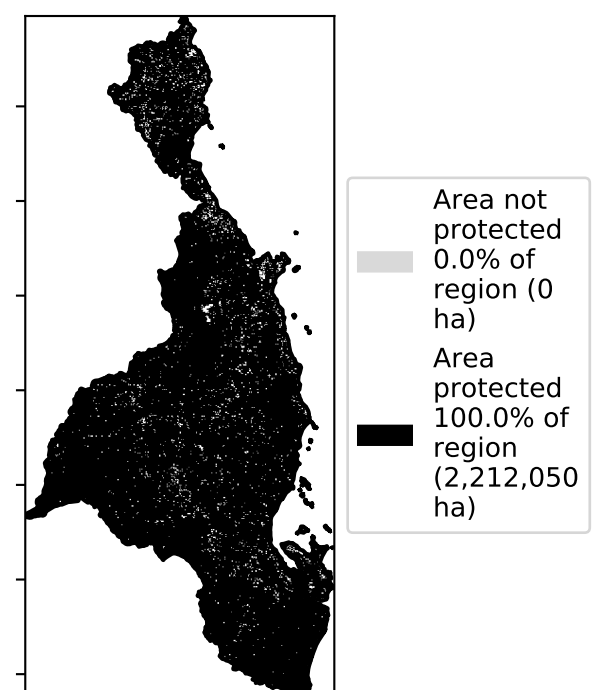 Area not
protected
0.0% of
region (0
ha)
Area
protected
100.0% of
region
(2,212,050
ha)